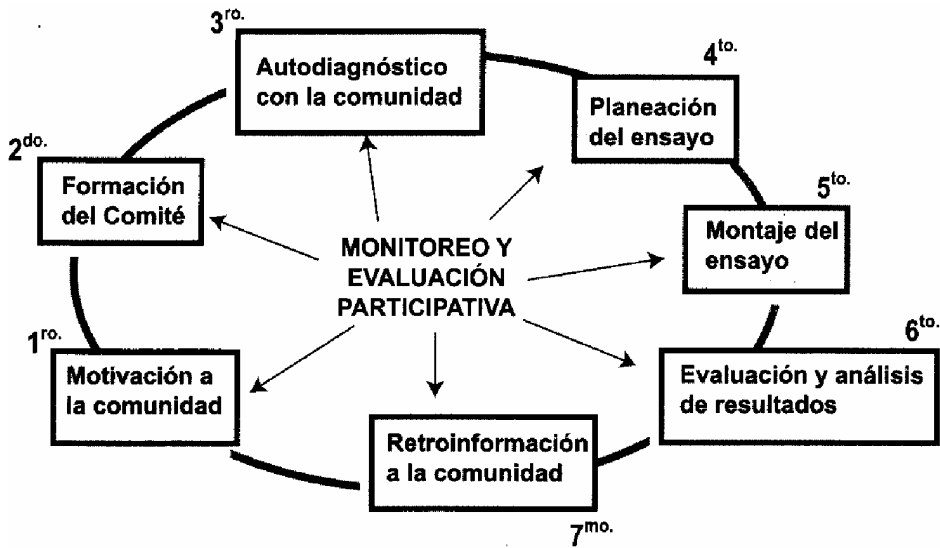 3ro.
Autodiagnóstico
con la comunidad
4to.
Planeación
del ensayo
2do.
Formación
del Comité
5to.
Montaje del
ensayo
MONITOREO Y
EVALUACIÓN
PARTICIPATIVA
1ro.
Motivación a
la comunidad
6to.
Evaluación y análisis
de resultados
Retroinformación
a la comunidad
7mo.